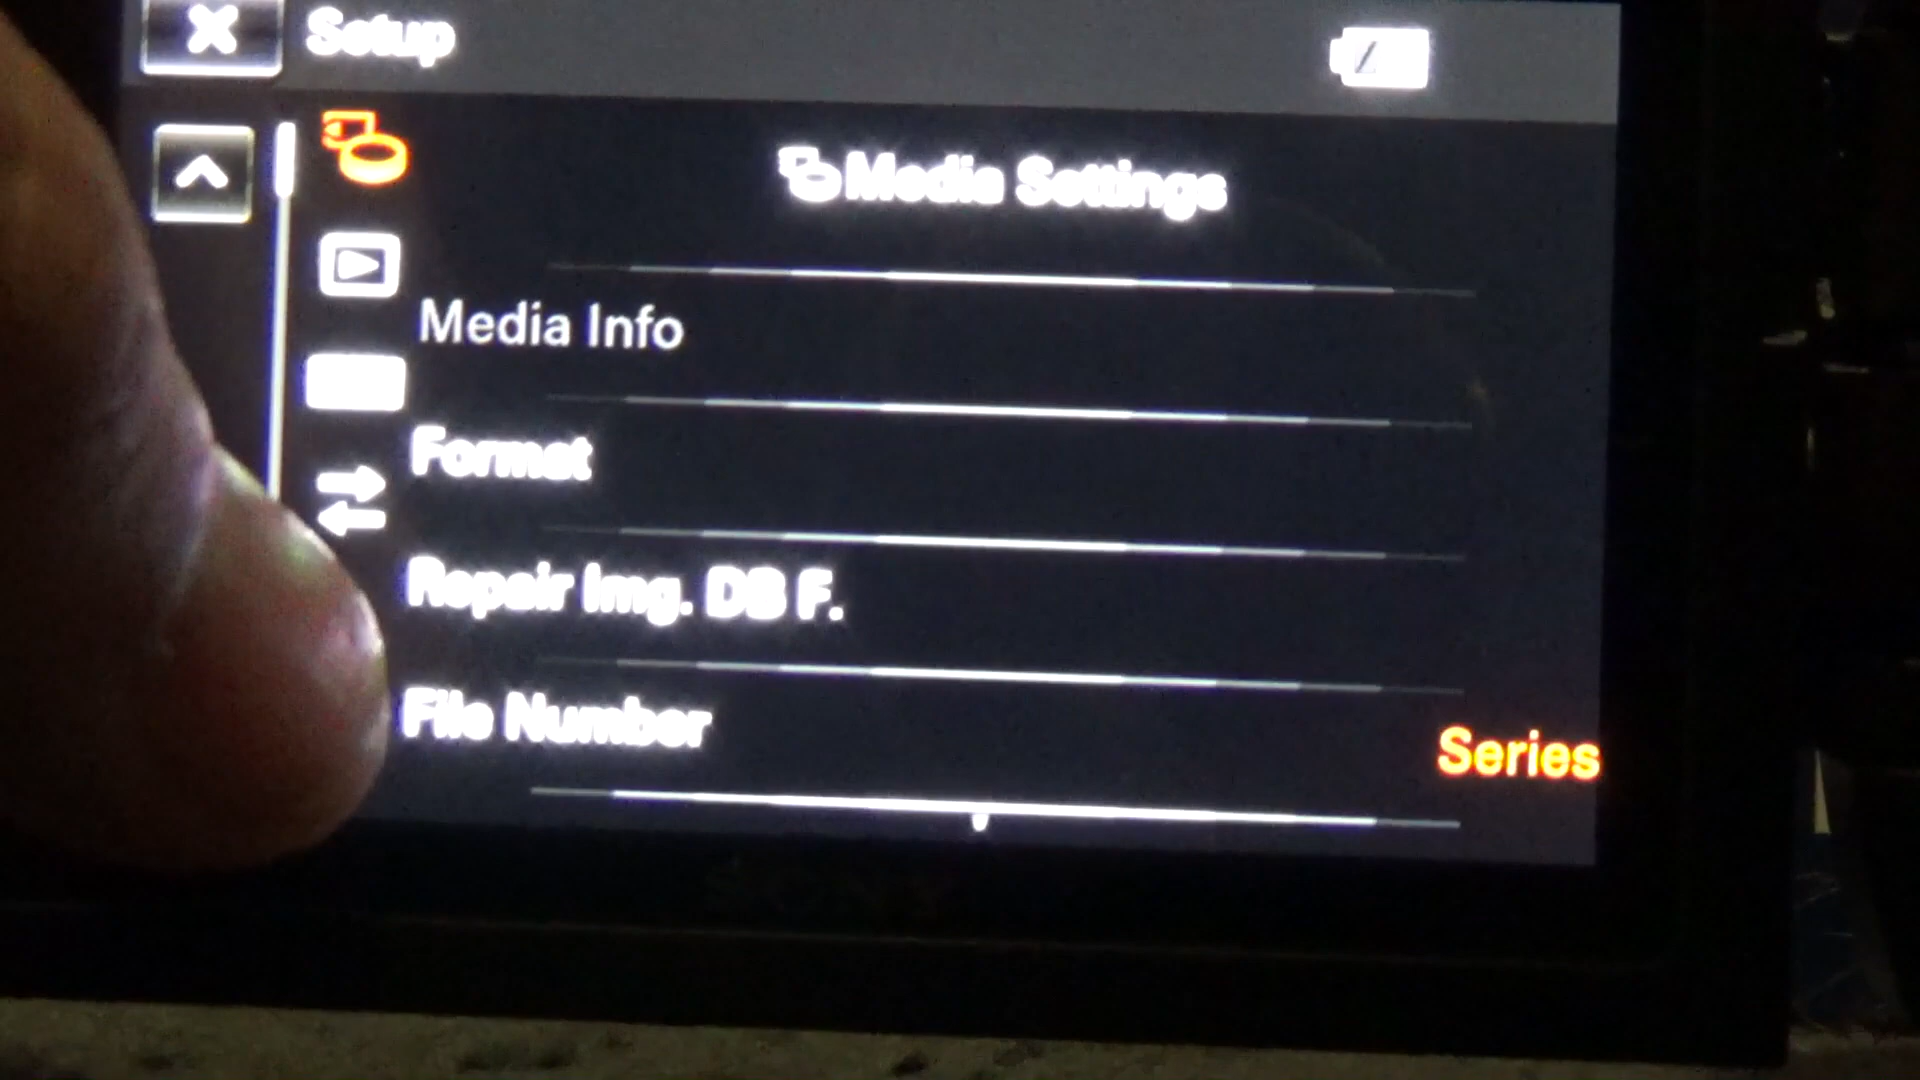 Setup
Media Settings
Media Info
Format
Repair Img. DB F.
File Number
Series